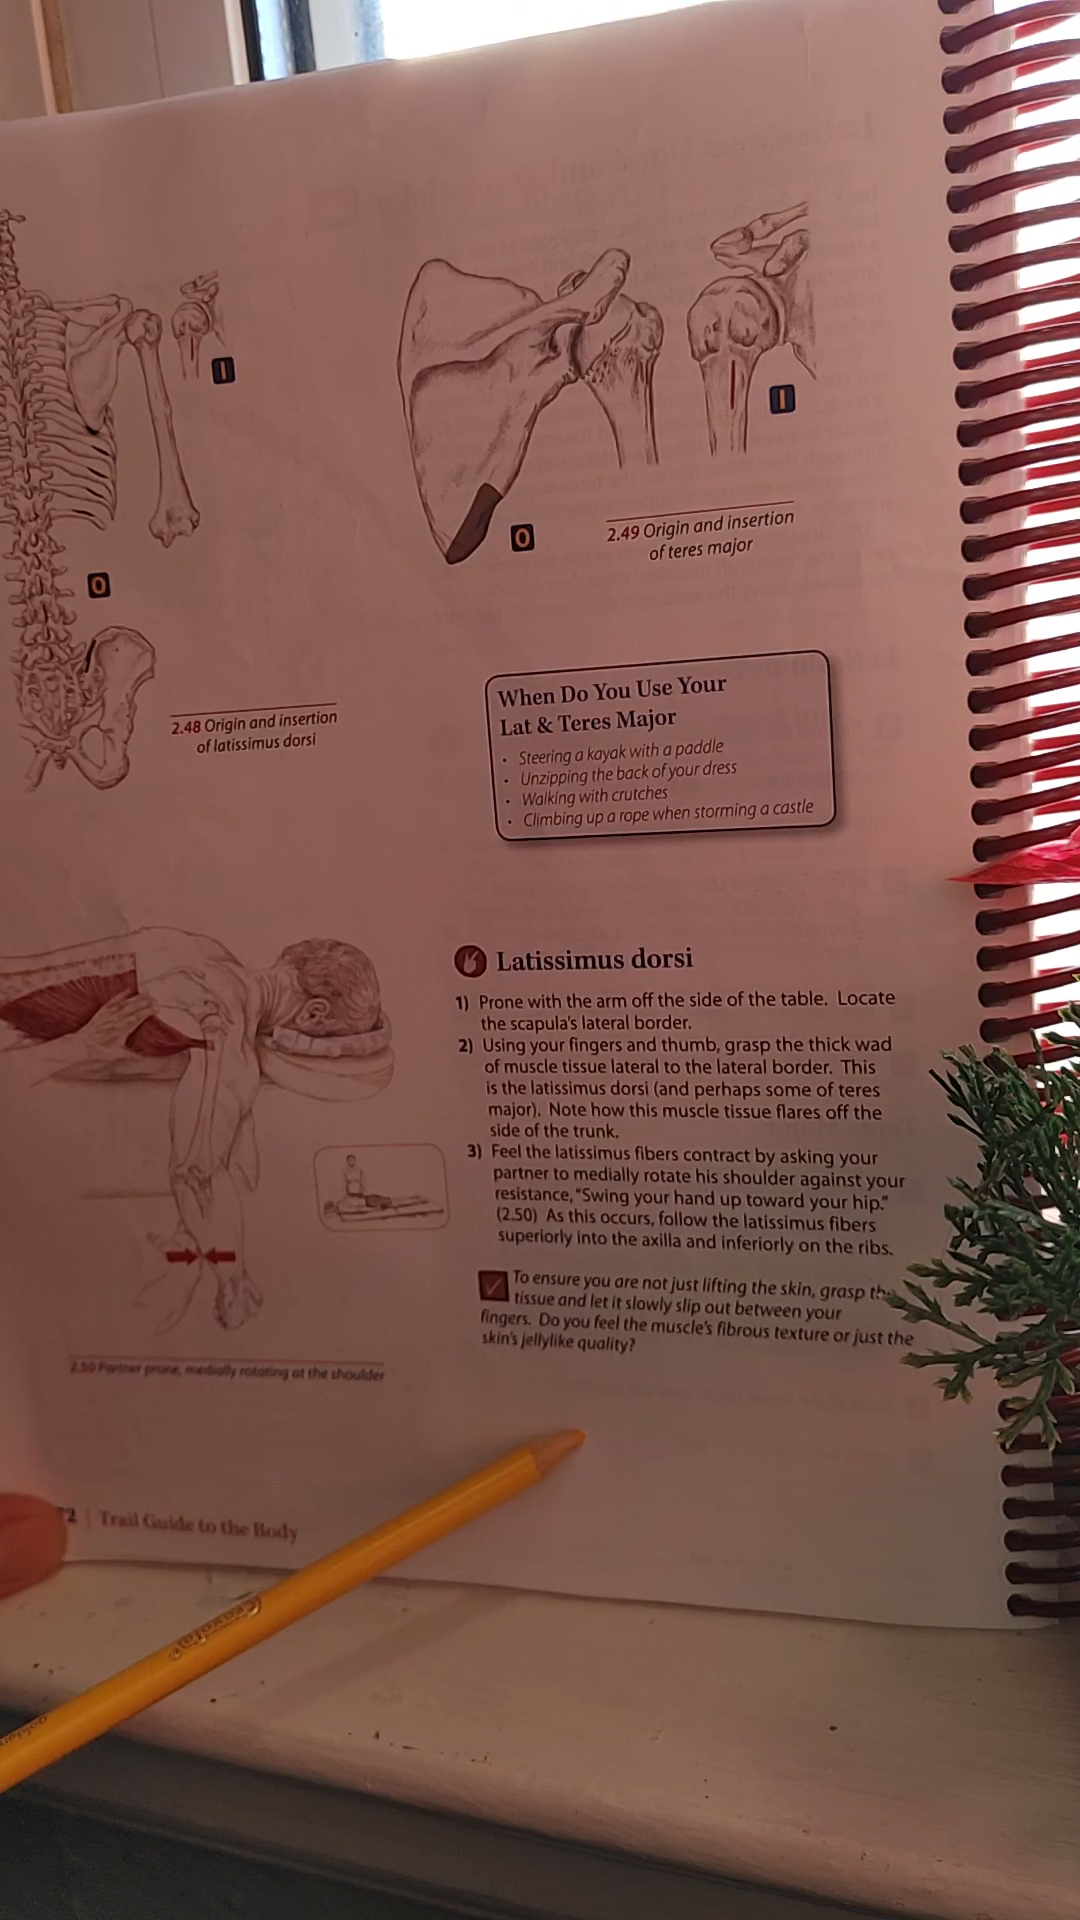 I
I
O
2.49 Origin and insertion
of teres major
O
2.48 Origin and insertion
of latissimus dorsi
When Do You Use Your
Lat & Teres Major
• Steering a kayak with a paddle
• Unzipping the back of your dress
• Walking with crutches
• Climbing up a rope when storming a castle
Latissimus dorsi
1) Prone with the arm off the side of the table. Locate
the scapula's lateral border.
2) Using your fingers and thumb, grasp the thick wad
of muscle tissue lateral to the lateral border. This
is the latissimus dorsi (and perhaps some of teres
major). Note how this muscle tissue flares off the
side of the trunk.
3) Feel the latissimus fibers contract by asking your
partner to medially rotate his shoulder against your
resistance, "Swing your hand up toward your hip."
(2.50) As this occurs, follow the latissimus fibers
superiorly into the axilla and inferiorly on the ribs.
To ensure you are not just lifting the skin, grasp the
tissue and let it slowly slip out between your
fingers. Do you feel the muscle's fibrous texture or just the
skin's jellylike quality?
2.50 Partner prone, medially rotating at the shoulder
2 | Trail Guide to the Body
Crayola